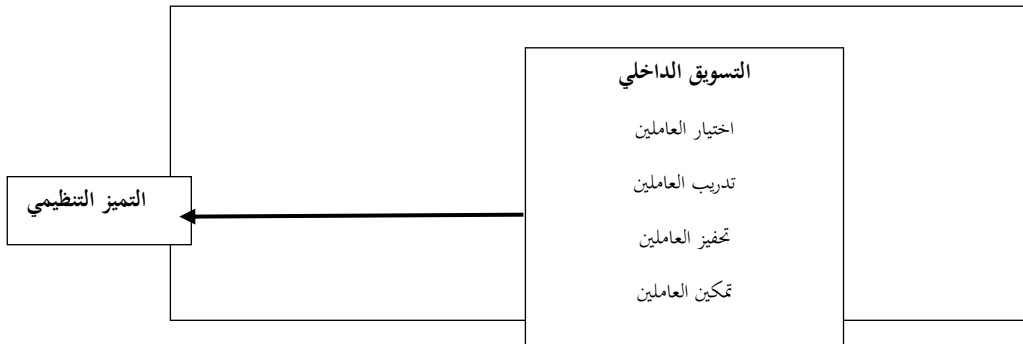 التسويق الداخلي
اختيار العاملين
تدريب العاملين
تحفيز العاملين
تمكين العاملين
التميز التنظيمي